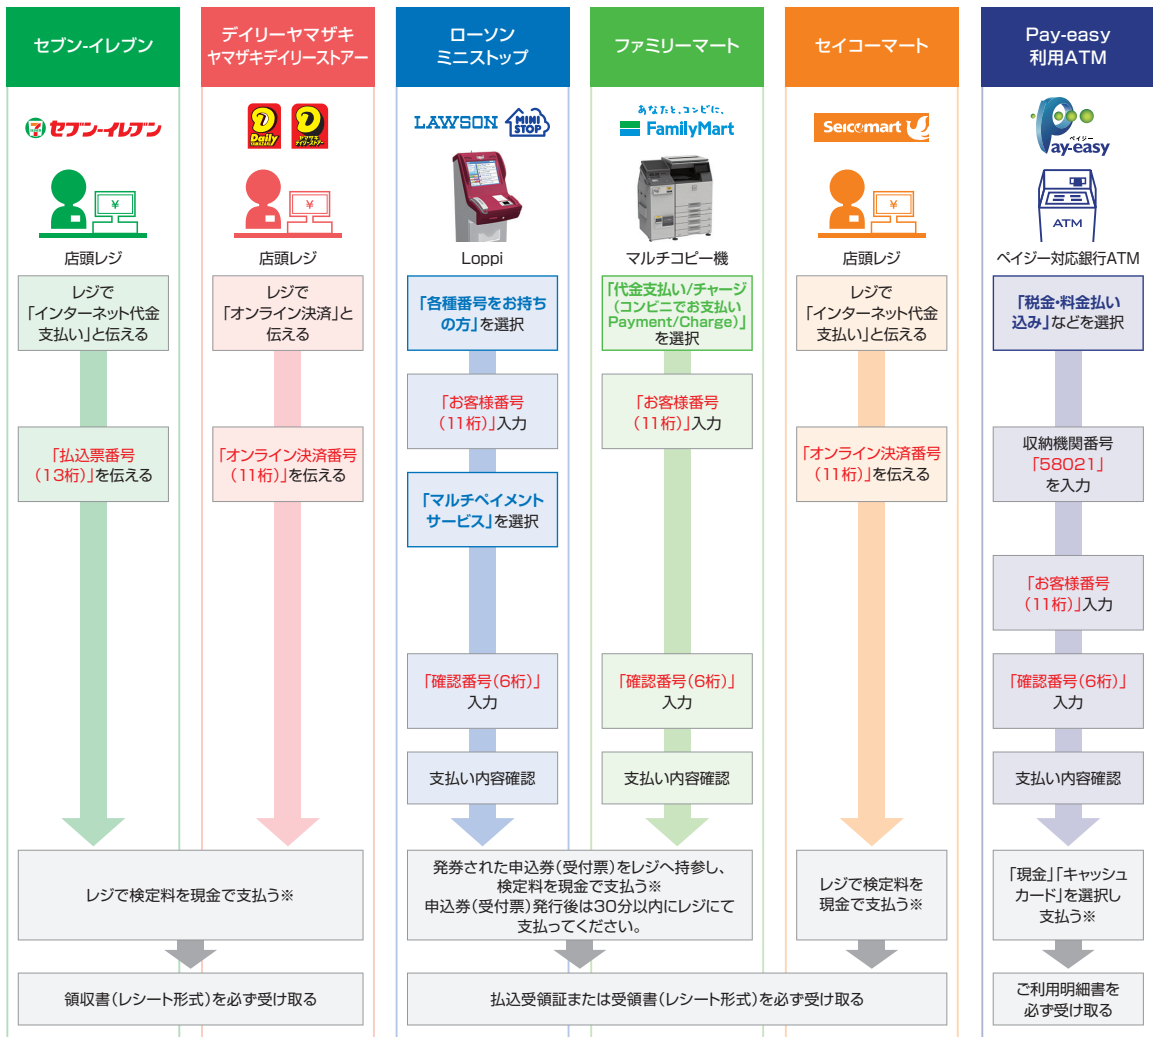 セブン-イレブン
デイリーヤマザキ
ヤマザキデイリーストアー
ローソン
ミニストップ
ファミリーマート
セイコーマート
Pay-easy
利用ATM
セブン-イレブン
Daily
ヤマザキ
デイリーストアー
LAWSON
MINI
STOP
あなたと、コンビに、
FamilyMart
Seicomart
ペイジー
Pay-easy
¥
¥
¥
ATM
店頭レジ
店頭レジ
Loppi
マルチコピー機
店頭レジ
ペイジー対応銀行ATM
レジで
「インターネット代金
支払い」と伝える
「払込票番号
(13桁)」を伝える
レジで
「オンライン決済」と
伝える
「オンライン決済番号
(11桁)」を伝える
「各種番号をお持ち
の方」を選択
「お客様番号
(11桁)」入力
「マルチペイメント
サービス」を選択
「確認番号(6桁)」
入力
支払い内容確認
「代金支払い/チャージ
(コンビニでお支払い
Payment/Charge)」
を選択
「お客様番号
(11桁)」入力
「確認番号(6桁)」
入力
支払い内容確認
レジで
「インターネット代金
支払い」と伝える
「オンライン決済番号
(11桁)」を伝える
「税金・料金払い
込み」などを選択
収納機関番号
「58021」
を入力
「お客様番号
(11桁)」入力
「確認番号(6桁)」
入力
支払い内容確認
レジで検定料を現金で支払う※
発券された申込券(受付票)をレジへ持参し、
検定料を現金で支払う※
申込券(受付票)発行後は30分以内にレジにて
支払ってください。
レジで検定料を
現金で支払う※
「現金」「キャッシュ
カード」を選択し
支払う※
領収書(レシート形式)を必ず受け取る
払込受領証または受領書(レシート形式)を必ず受け取る
ご利用明細書を
必ず受け取る